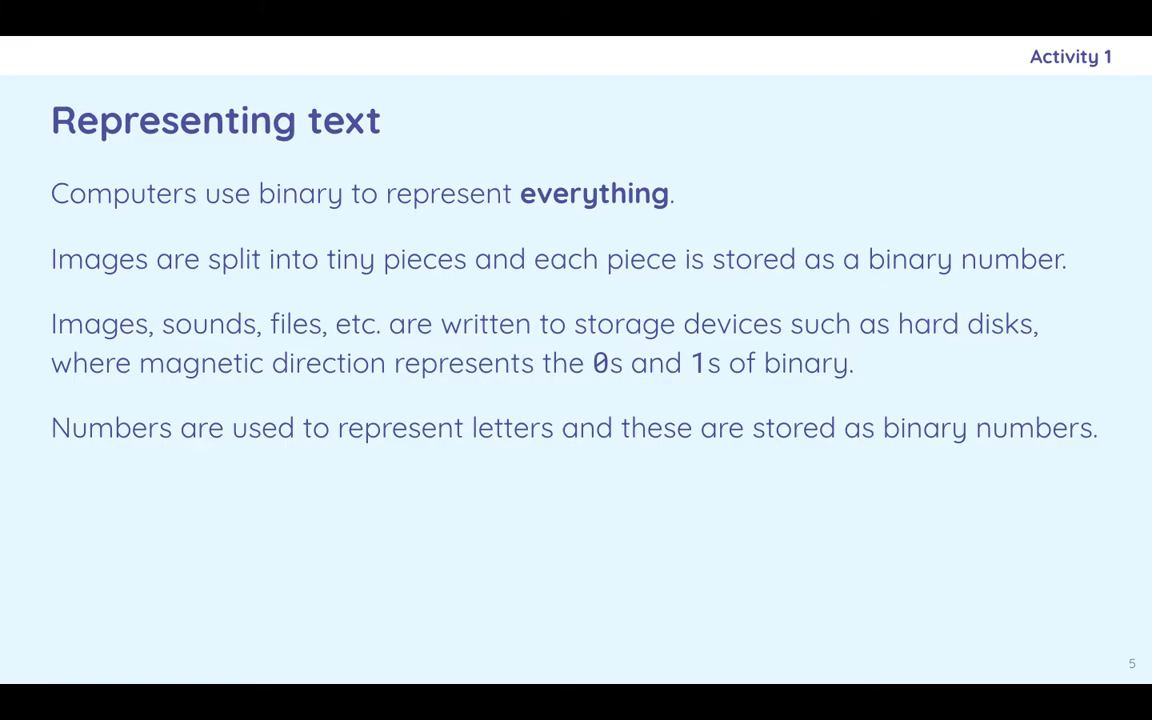 Activity 1
Representing text
Computers use binary to represent everything.
Images are split into tiny pieces and each piece is stored as a binary number.
Images, sounds, files, etc. are written to storage devices such as hard disks,
where magnetic direction represents the 0s and 1s of binary.
Numbers are used to represent letters and these are stored as binary numbers.
5